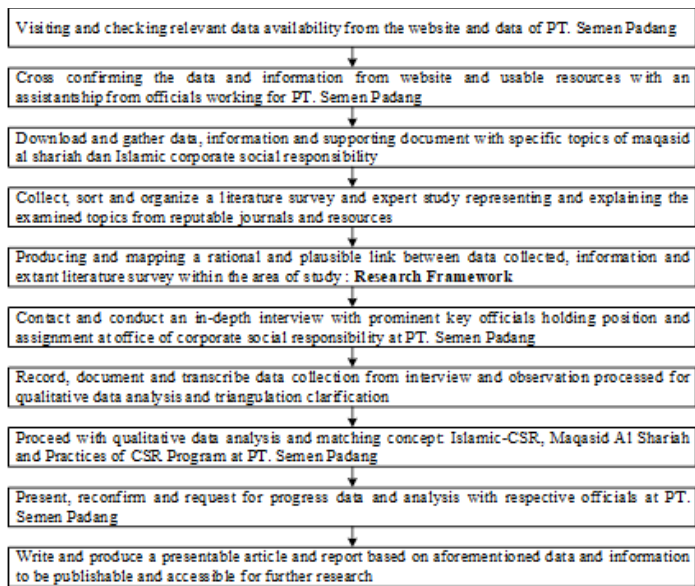 Visiting and checking relevant data availability from the website and data of PT. Semen Padang
Cross confirming the data and information from website and usable resources with an
assistantship from officials working for PT. Semen Padang
Download and gather data, information and supporting document with specific topics of maqasid
al shariah dan Islamic corporate social responsibility
Collect, sort and organize a literature survey and expert study representing and explaining the
examined topics from reputable journals and resources
Producing and mapping a rational and plausible link between data collected, information and
extant literature survey within the area of study : Research Framework
Contact and conduct an in-depth interview with prominent key officials holding position and
assignment at office of corporate social responsibility at PT. Semen Padang
Record, document and transcribe data collection from interview and observation processed for
qualitative data analysis and triangulation clarification
Proceed with qualitative data analysis and matching concept: Islamic-CSR, Maqasid Al Shariah
and Practices of CSR Program at PT. Semen Padang
Present, reconfirm and request for progress data and analysis with respective officials at PT.
Semen Padang
Write and produce a presentable article and report based on aforementioned data and information
to be publishable and accessible for further research